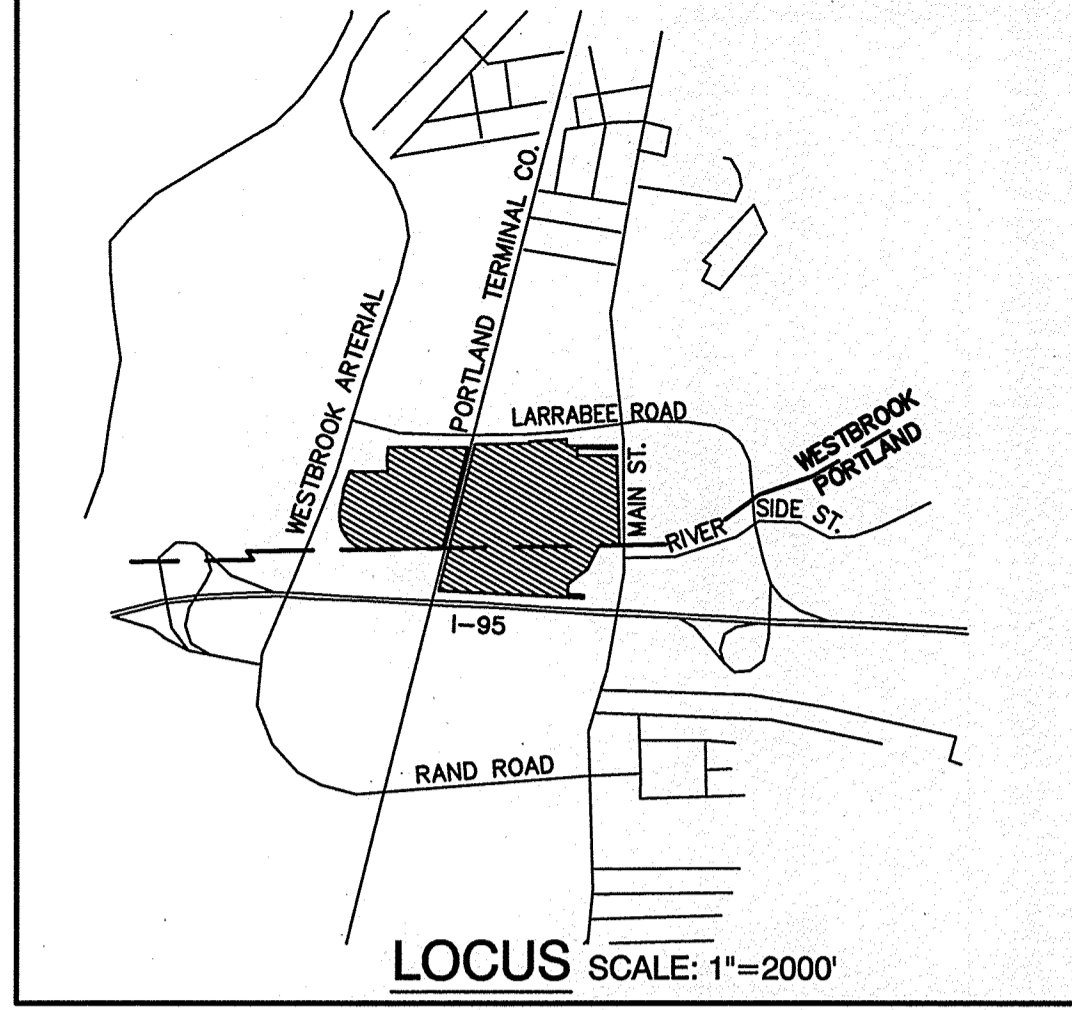 PORTLAND TERMINAL CO.
WESTBROOK ARTERIAL
LARRABEE ROAD
MAIN ST.
WESTBROOK
PORTLAND
RIVER SIDE ST.
I-95
RAND ROAD
LOCUS SCALE: 1"=2000'